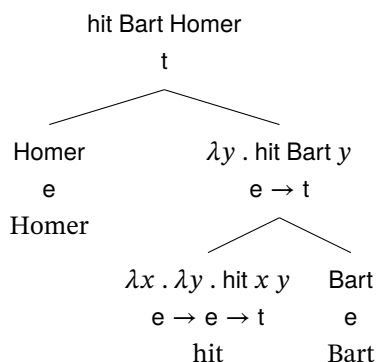 hit Bart Homer
t
Homer λy . hit Bart y
e e → t
Homer
λx . λy . hit x y Bart
e → e → t e
hit Bart